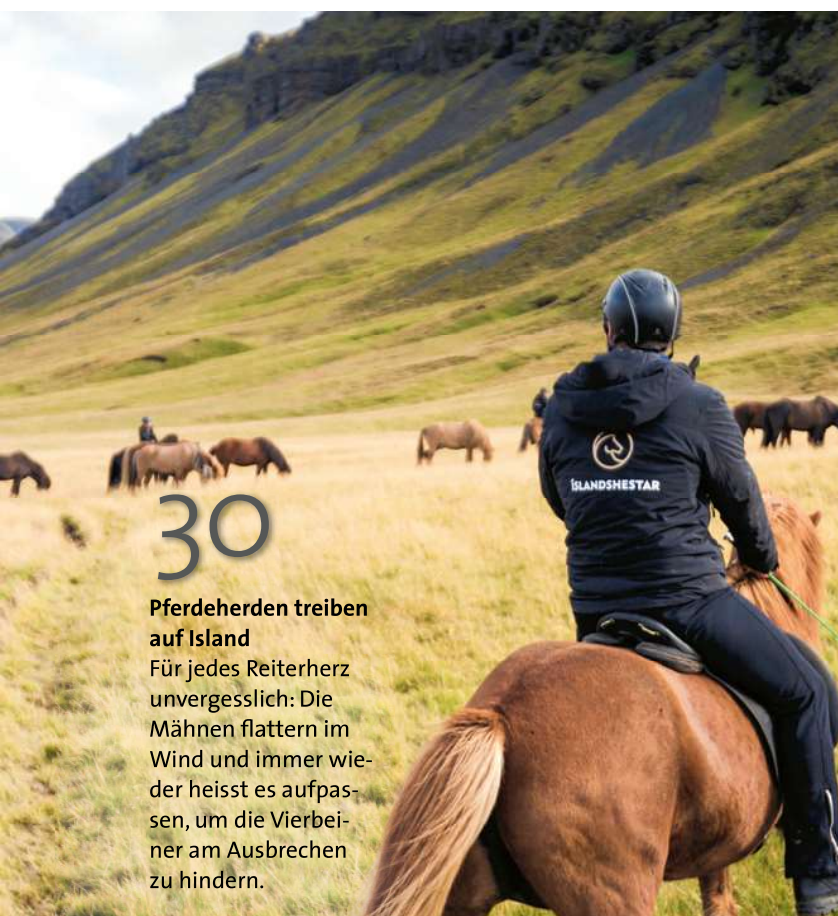 ÍSLANDSHESTAR
30
Pferdeherden treiben
auf Island
Für jedes Reiterherz
unvergesslich: Die
Mähnen flattern im
Wind und immer wie-
der heisst es aufpas-
sen, um die Vierbei-
ner am Ausbrechen
zu hindern.